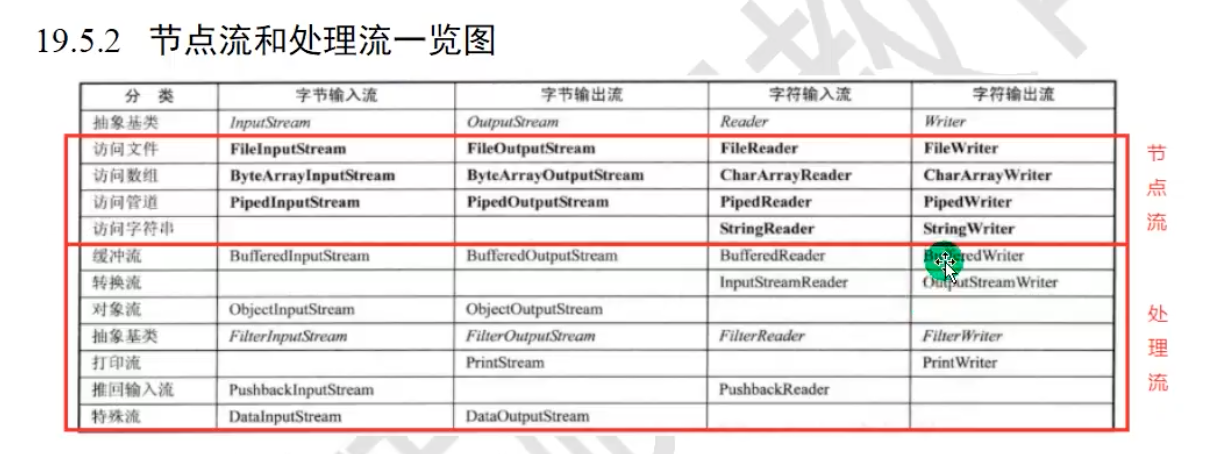 19.5.2 节点流和处理流一览图
分 类 字节输入流 字节输出流 字符输入流 字符输出流
抽象基类 InputStream OutputStream Reader Writer
访问文件 FileInputStream FileOutputStream FileReader FileWriter
访问数组 ByteArrayInputStream ByteArrayOutputStream CharArrayReader CharArrayWriter
访问管道 PipedInputStream PipedOutputStream PipedReader PipedWriter
访问字符串 StringReader StringWriter
节点流
缓冲流 BufferedInputStream BufferedOutputStream BufferedReader BufferedWriter
转换流 InputStreamReader OutputStreamWriter
对象流 ObjectInputStream ObjectOutputStream
抽象基类 FilterInputStream FilterOutputStream FilterReader FilterWriter
打印流 PrintStream PrintWriter
推回输入流 PushbackInputStream PushbackReader
特殊流 DataInputStream DataOutputStream
处理流